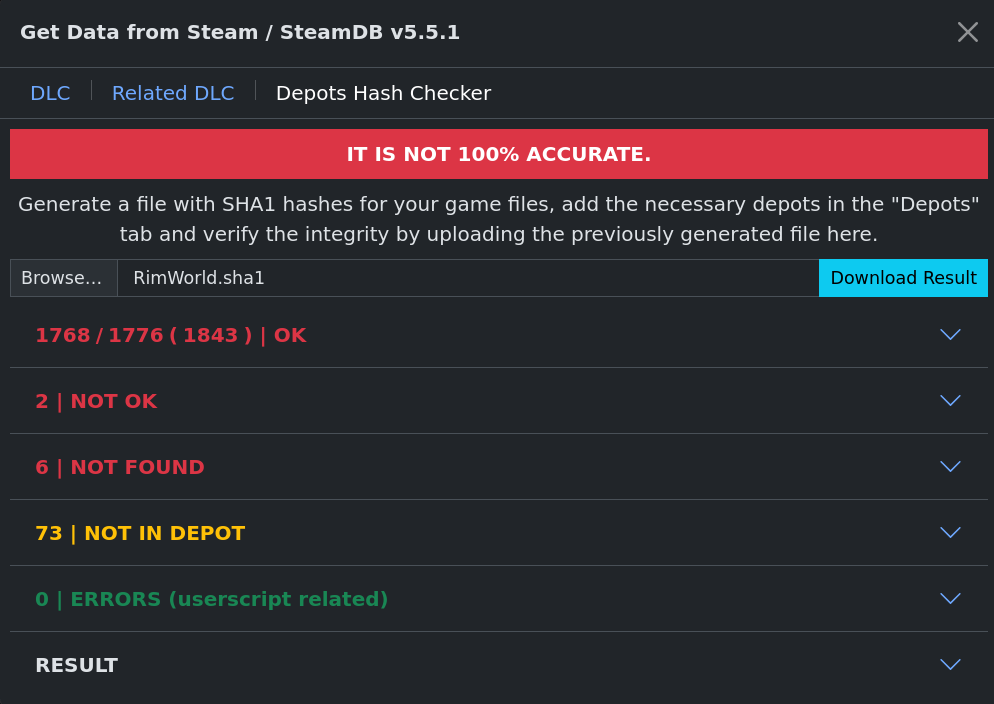 Get Data from Steam / SteamDB v5.5.1
DLC | Related DLC | Depots Hash Checker
IT IS NOT 100% ACCURATE.
Generate a file with SHA1 hashes for your game files, add the necessary depots in the "Depots"
tab and verify the integrity by uploading the previously generated file here.
Browse... RimWorld.sha1 Download Result
1768 / 1776 ( 1843 ) | OK
2 | NOT OK
6 | NOT FOUND
73 | NOT IN DEPOT
0 | ERRORS (userscript related)
RESULT